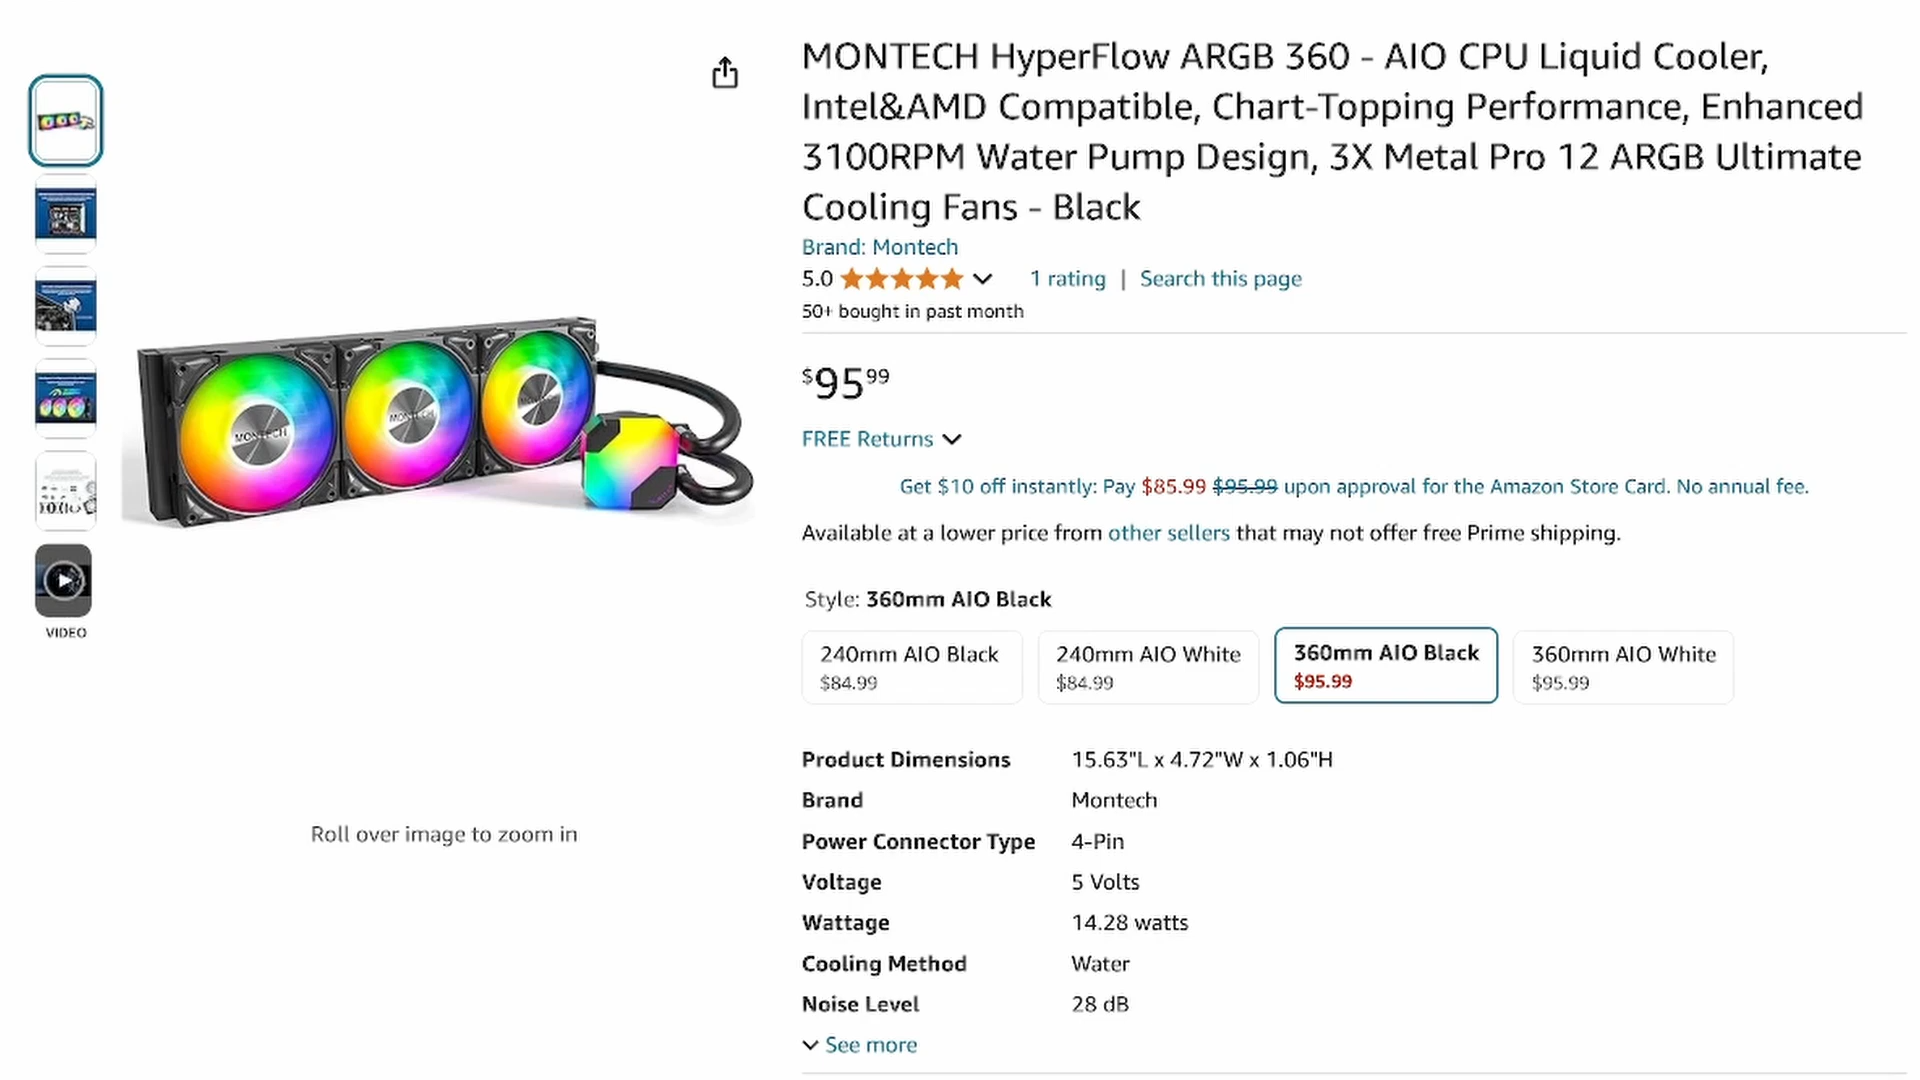 MONTECH HyperFlow ARGB 360 - AIO CPU Liquid Cooler,
Intel&AMD Compatible, Chart-Topping Performance, Enhanced
3100RPM Water Pump Design, 3X Metal Pro 12 ARGB Ultimate
Cooling Fans - Black
Brand: Montech
5.0 1 rating | Search this page
50+ bought in past month
$95.99
FREE Returns
Get $10 off instantly: Pay $85.99 $95.99 upon approval for the Amazon Store Card. No annual fee.
Available at a lower price from other sellers that may not offer free Prime shipping.
Style: 360mm AIO Black
240mm AIO Black
$84.99
240mm AIO White
$84.99
360mm AIO Black
$95.99
360mm AIO White
$95.99
Product Dimensions 15.63"L x 4.72"W x 1.06"H
Brand Montech
Power Connector Type 4-Pin
Voltage 5 Volts
Wattage 14.28 watts
Cooling Method Water
Noise Level 28 dB
See more
MONTECH
MONTECH
MONTECH
VIDEO
Roll over image to zoom in